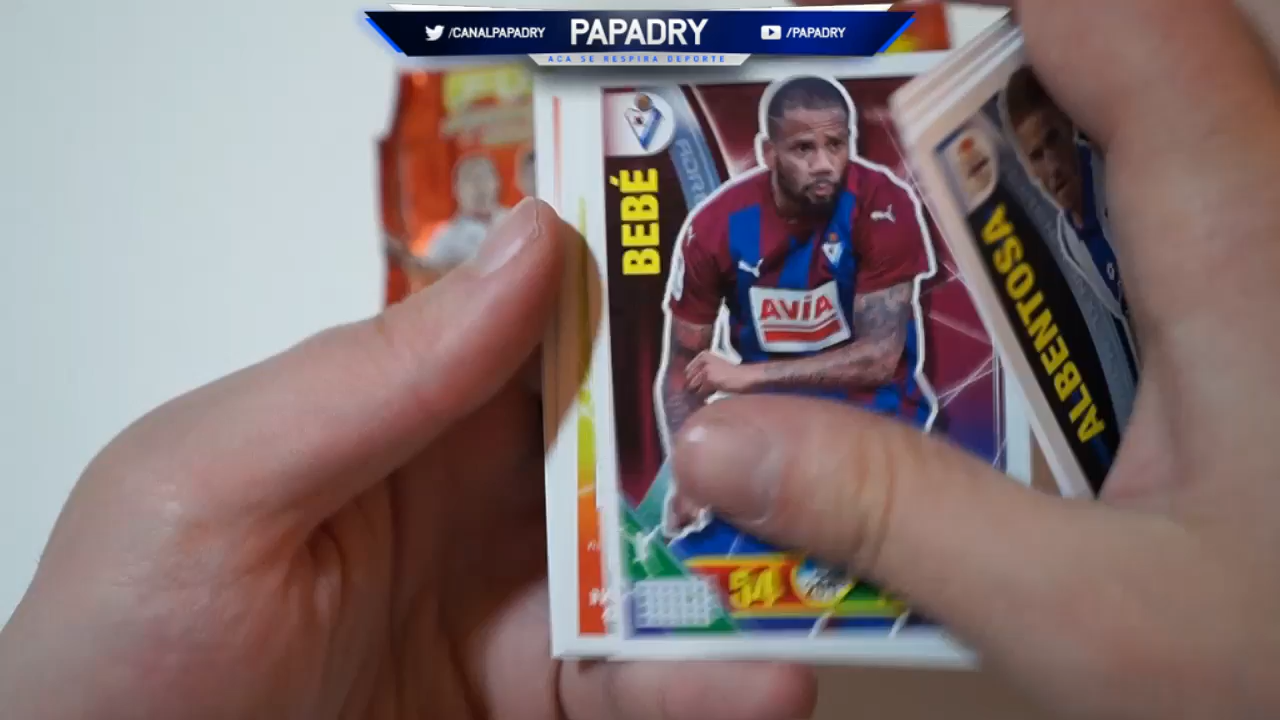 /CANALPAPADRY
PAPADRY
/PAPADRY
ACA SE RESPIRA DEPORTE
BEBÉ
AVIA
54
ALBENTOSA